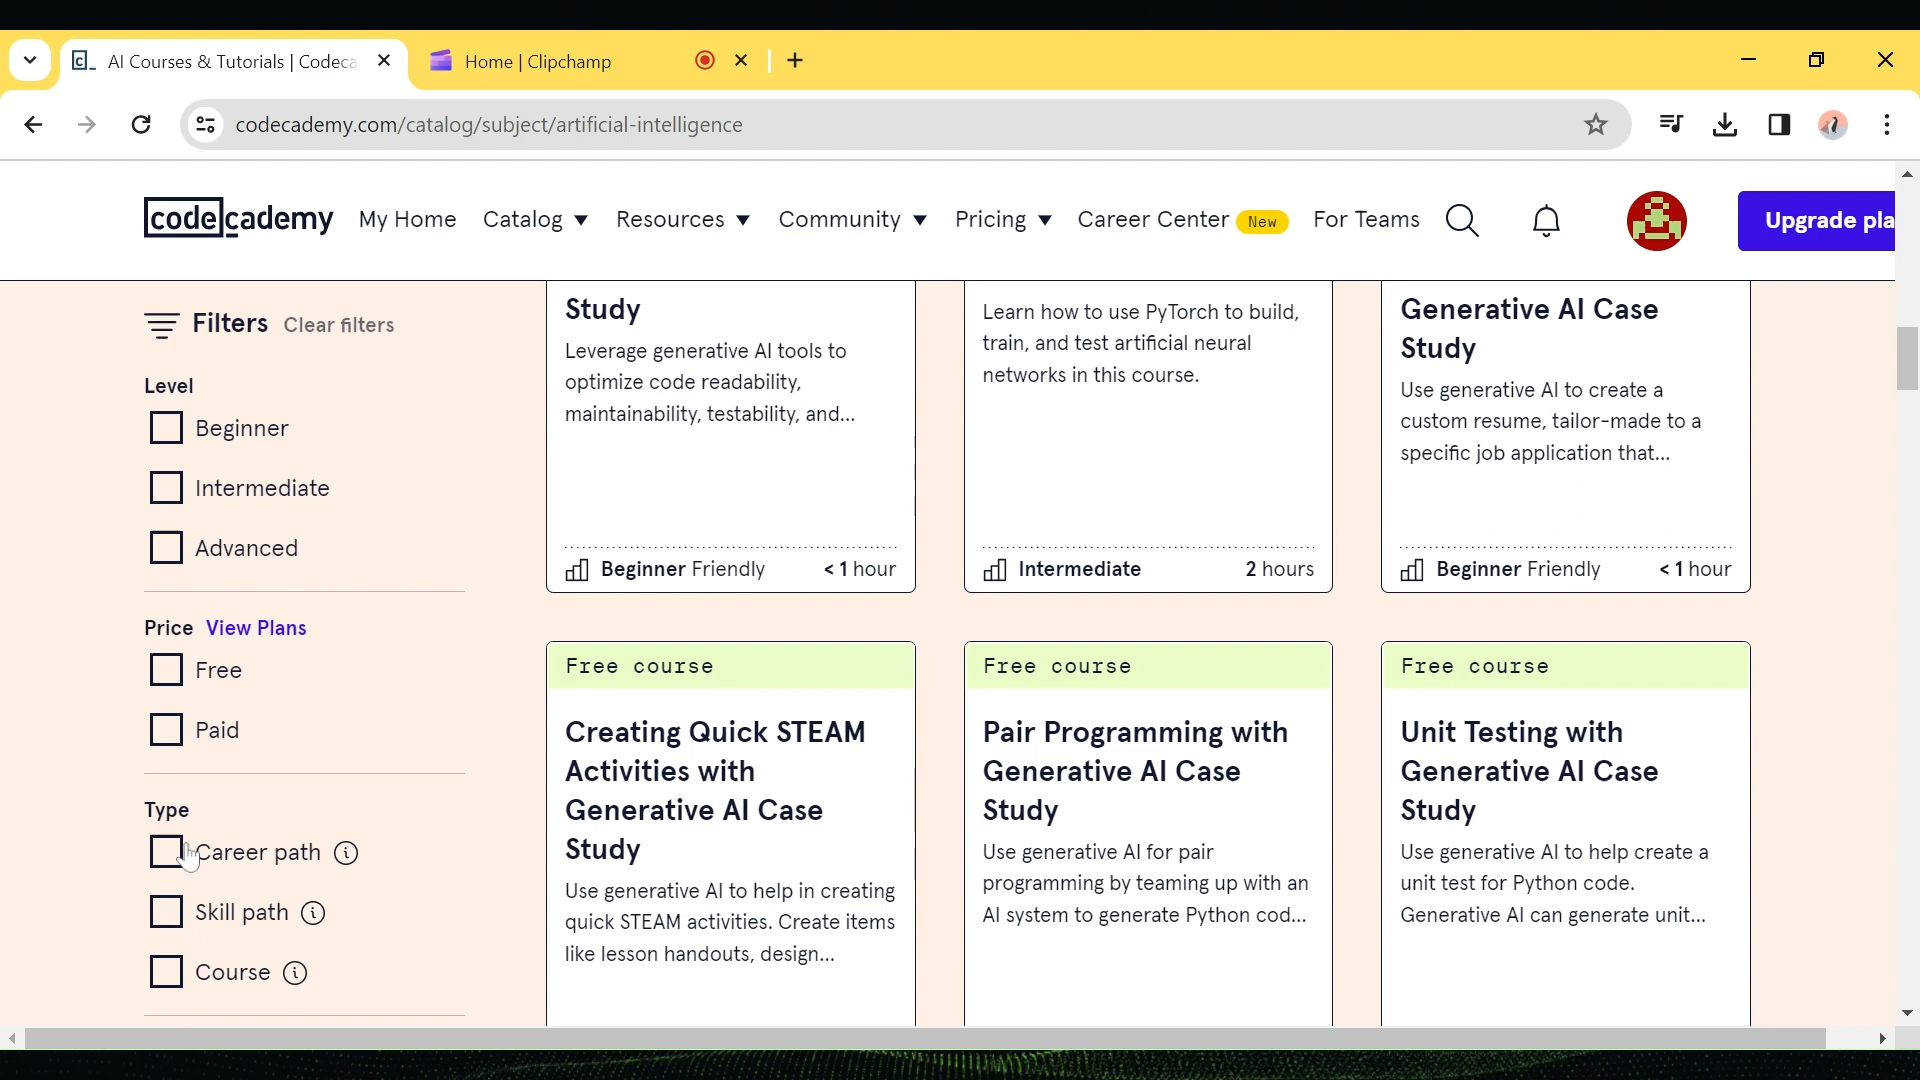 AI Courses & Tutorials | Codeca
Home | Clipchamp
codecademy.com/catalog/subject/artificial-intelligence
codecademy
My Home
Catalog
Resources
Community
Pricing
Career Center
New
For Teams
Upgrade pla
Filters
Clear filters
Level
Beginner
Intermediate
Advanced
Price
View Plans
Free
Paid
Type
Career path
Skill path
Course
Study
Leverage generative AI tools to
optimize code readability,
maintainability, testability, and...
Beginner Friendly
< 1 hour
Learn how to use PyTorch to build,
train, and test artificial neural
networks in this course.
Intermediate
2 hours
Generative AI Case
Study
Use generative AI to create a
custom resume, tailor-made to a
specific job application that...
Beginner Friendly
< 1 hour
Free course
Creating Quick STEAM
Activities with
Generative AI Case
Study
Use generative AI to help in creating
quick STEAM activities. Create items
like lesson handouts, design...
Free course
Pair Programming with
Generative AI Case
Study
Use generative AI for pair
programming by teaming up with an
AI system to generate Python cod...
Free course
Unit Testing with
Generative AI Case
Study
Use generative AI to help create a
unit test for Python code.
Generative AI can generate unit...